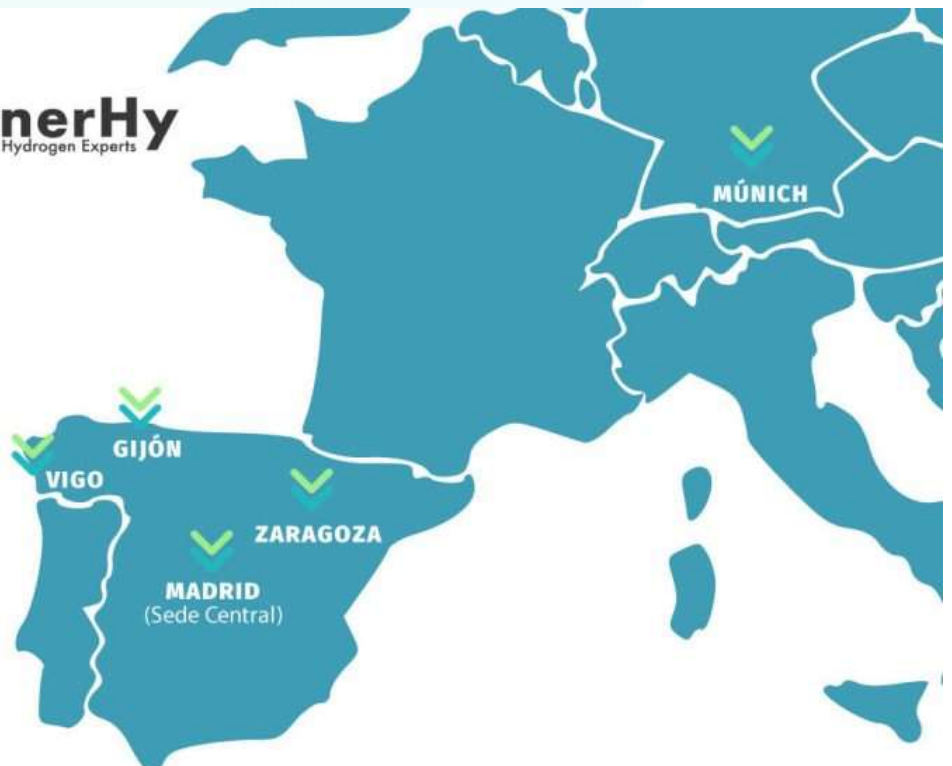 nerHy
Hydrogen Experts
MÚNICH
GIJÓN
VIGO
ZARAGOZA
MADRID
(Sede Central)